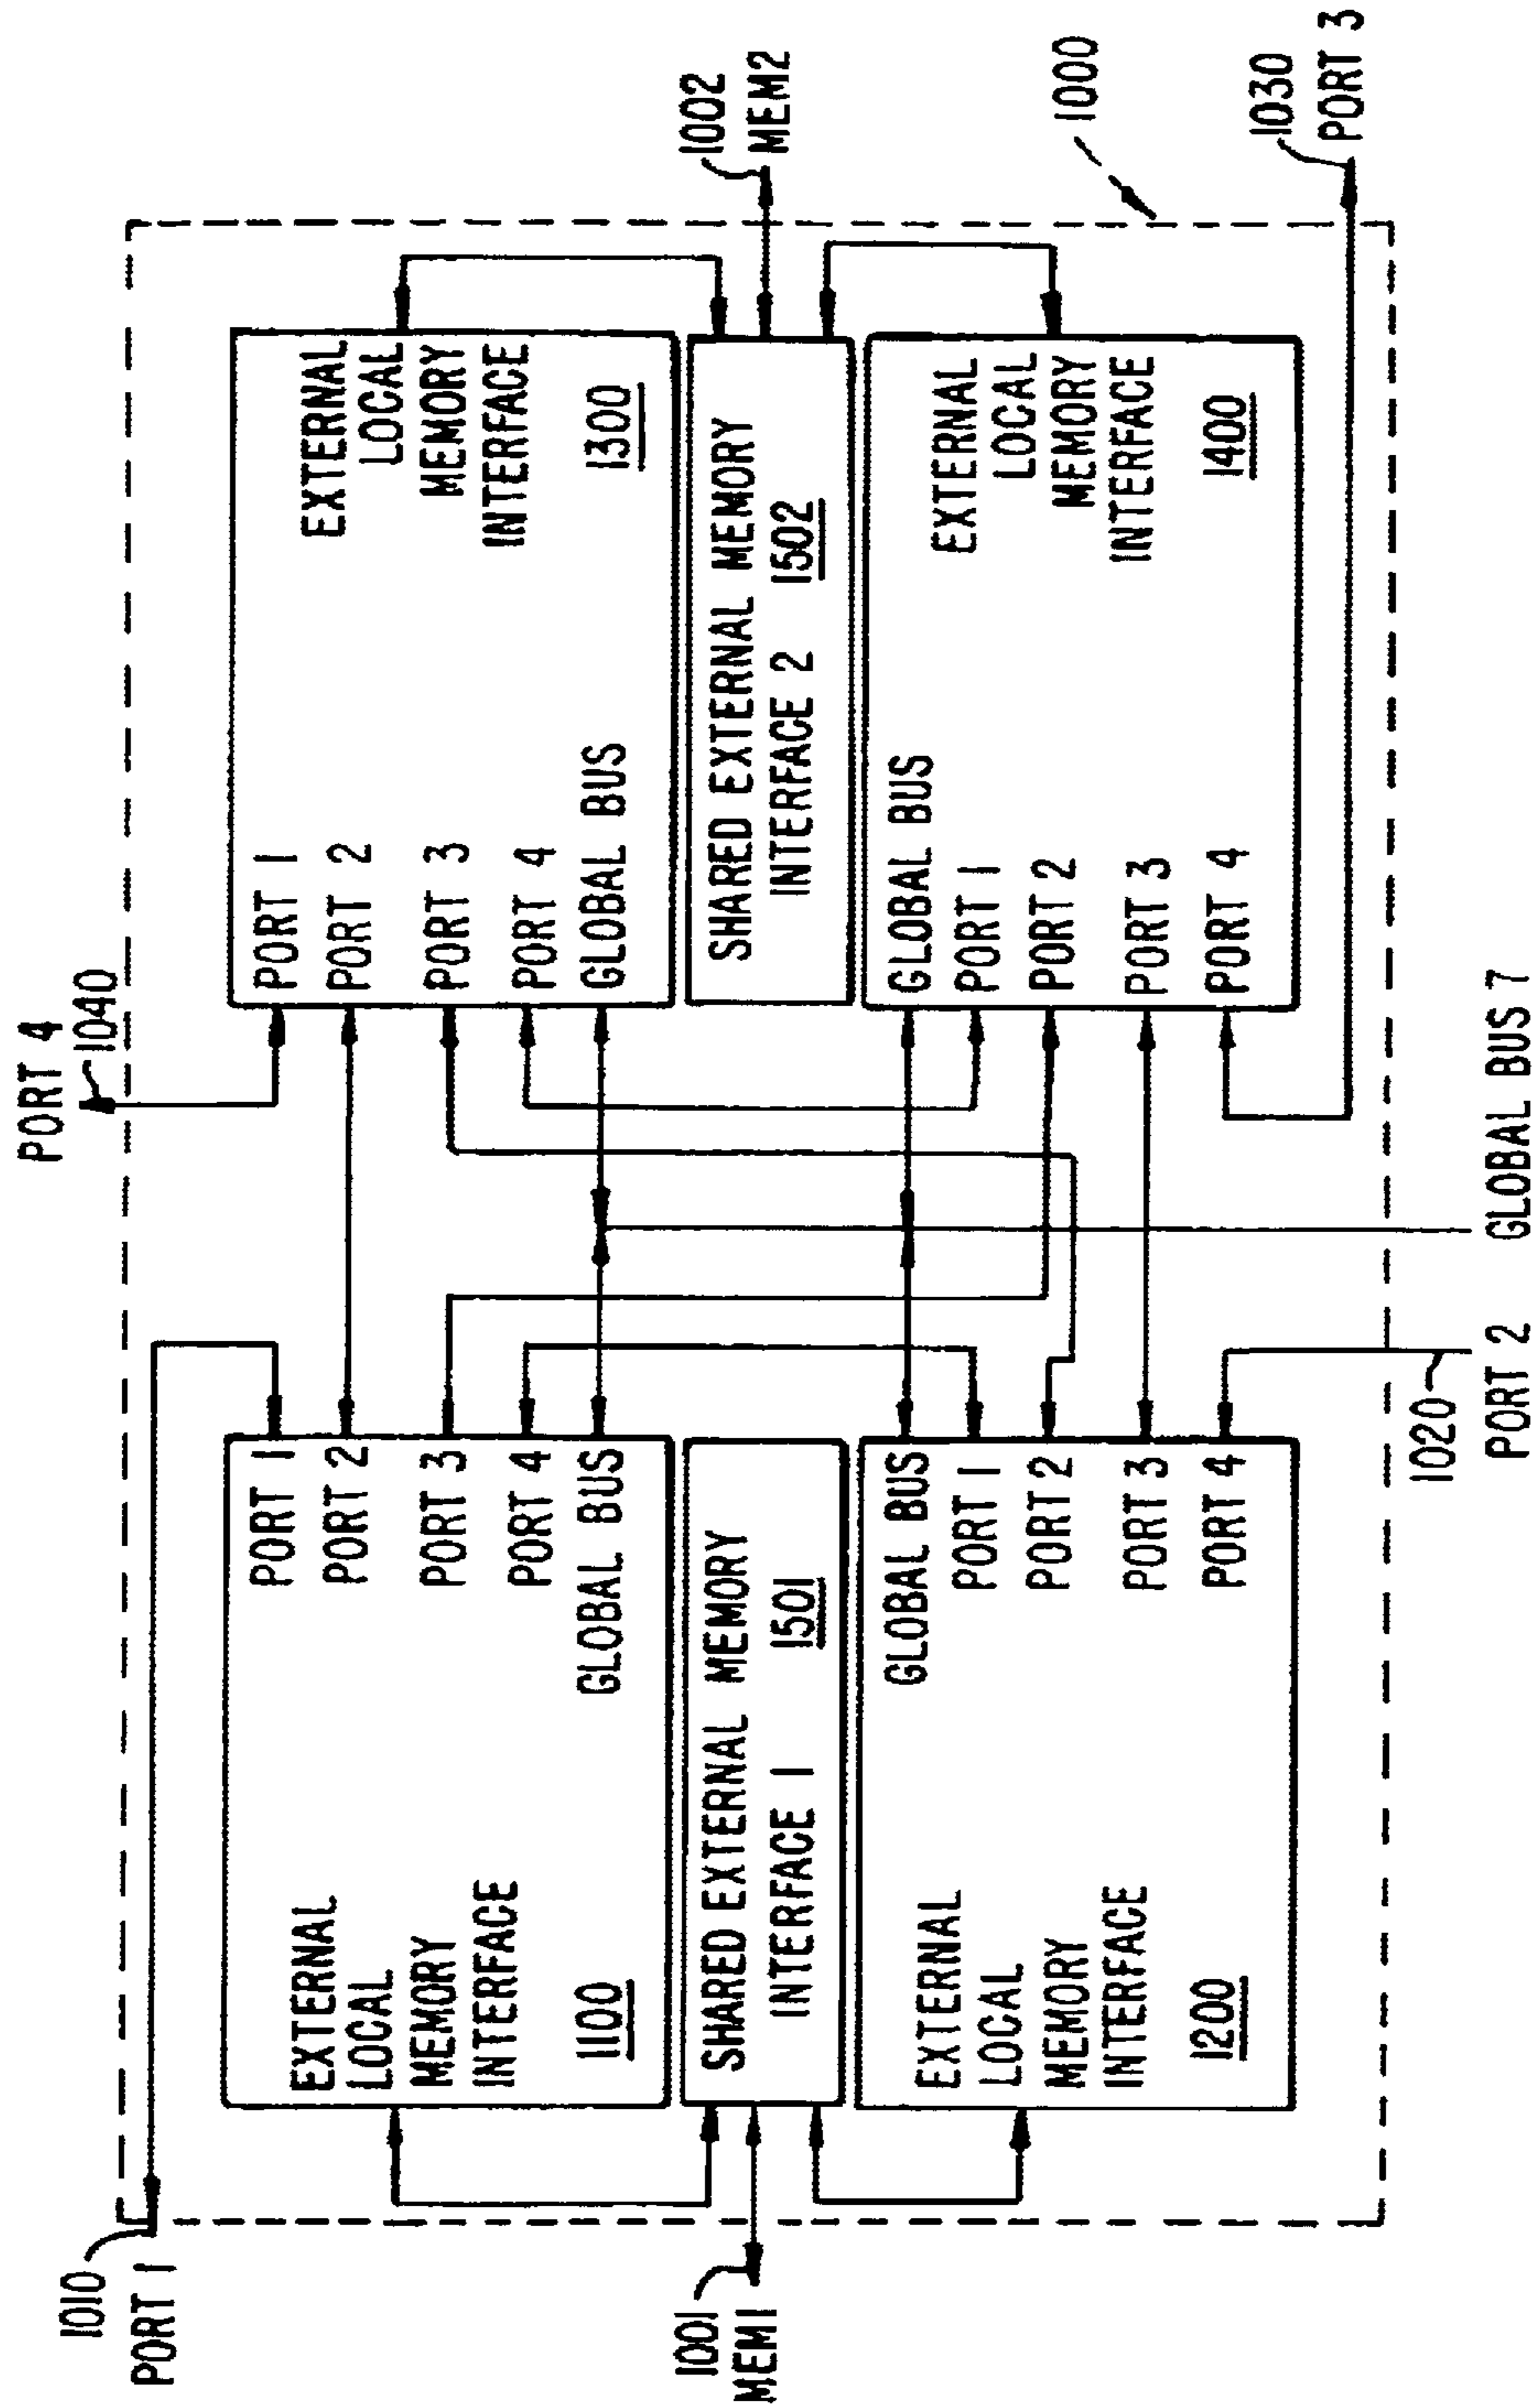 PORT 4
1040
1010
PORT 1
1001
MEM1
1002
MEM2
1000
1030
PORT 3
1020
PORT 2
GLOBAL BUS 7
EXTERNAL
LOCAL
MEMORY
INTERFACE
1100
PORT 1
PORT 2
PORT 3
PORT 4
GLOBAL BUS
SHARED EXTERNAL MEMORY
INTERFACE 1 1501
EXTERNAL
LOCAL
MEMORY
INTERFACE
1200
GLOBAL BUS
PORT 1
PORT 2
PORT 3
PORT 4
PORT 1
PORT 2
PORT 3
PORT 4
GLOBAL BUS
EXTERNAL
LOCAL
MEMORY
INTERFACE
1300
SHARED EXTERNAL MEMORY
INTERFACE 2 1502
GLOBAL BUS
PORT 1
PORT 2
PORT 3
PORT 4
EXTERNAL
LOCAL
MEMORY
INTERFACE
1400